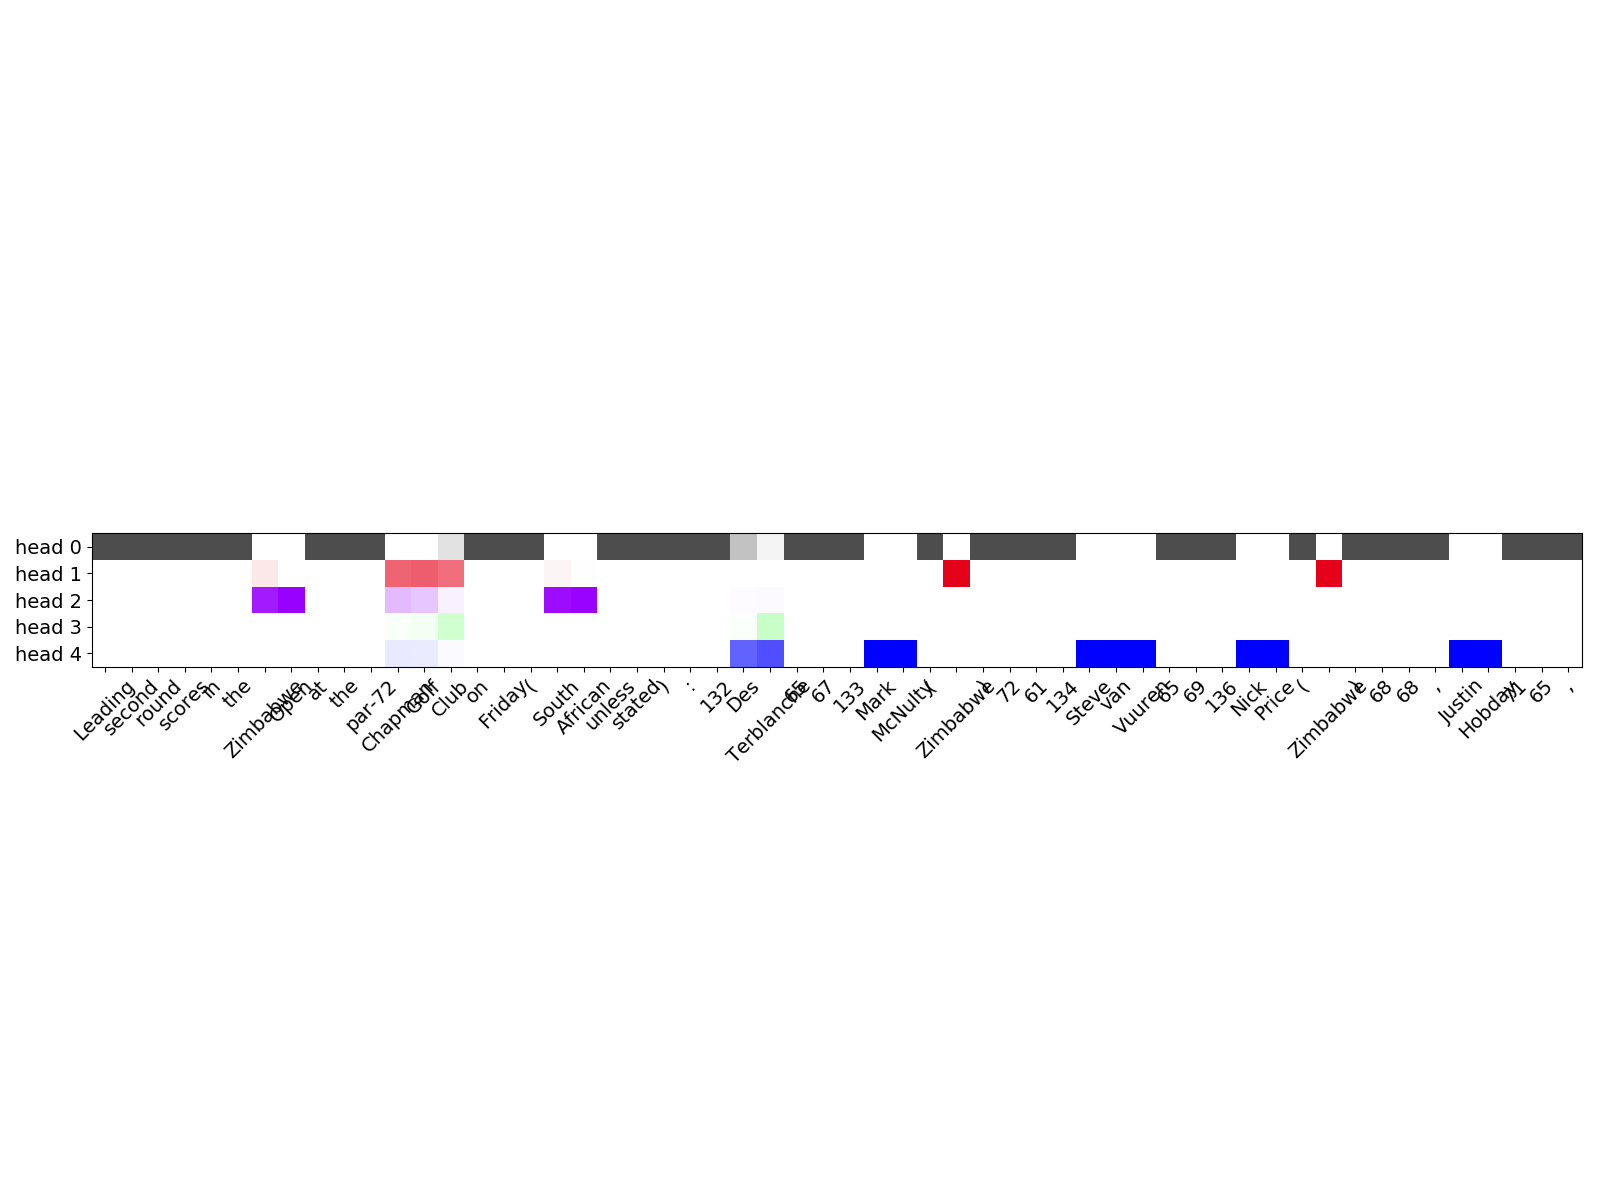 head 0
head 1
head 2
head 3
head 4
Leading second round scores in the Zimbabwe Open at the par-72 Chapman Golf Club on Friday ( South African unless stated ) : 132 Des Terblanche 65 67 133 Mark McNulty ( Zimbabwe ) 72 61 134 Steve van Vuuren 65 69 136 Nick Price ( Zimbabwe ) 68 68 , Justin Hobday 71 65 ,